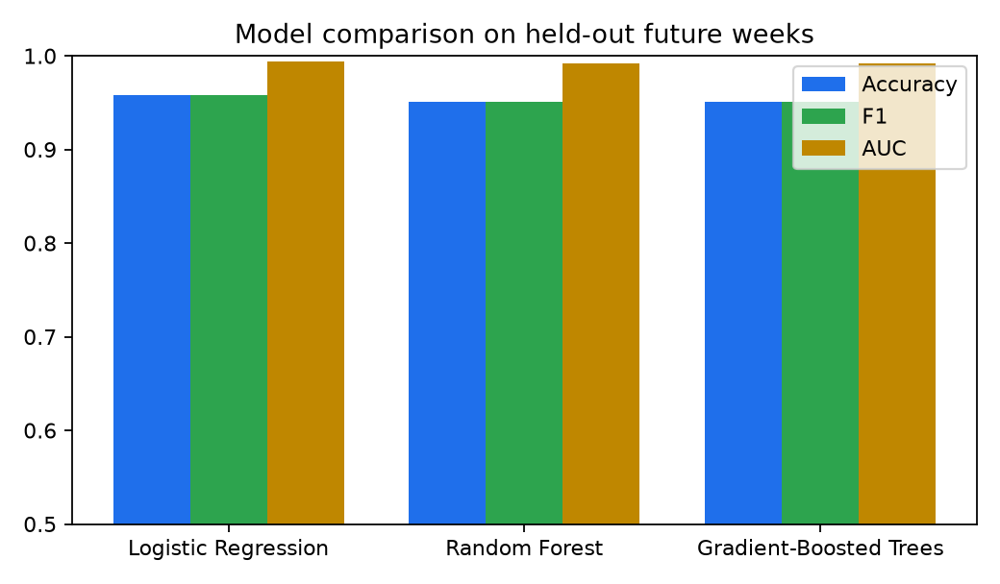 Model comparison on held-out future weeks
1.0
0.9
0.8
0.7
0.6
0.5
Accuracy
F1
AUC
Logistic Regression
Random Forest
Gradient-Boosted Trees